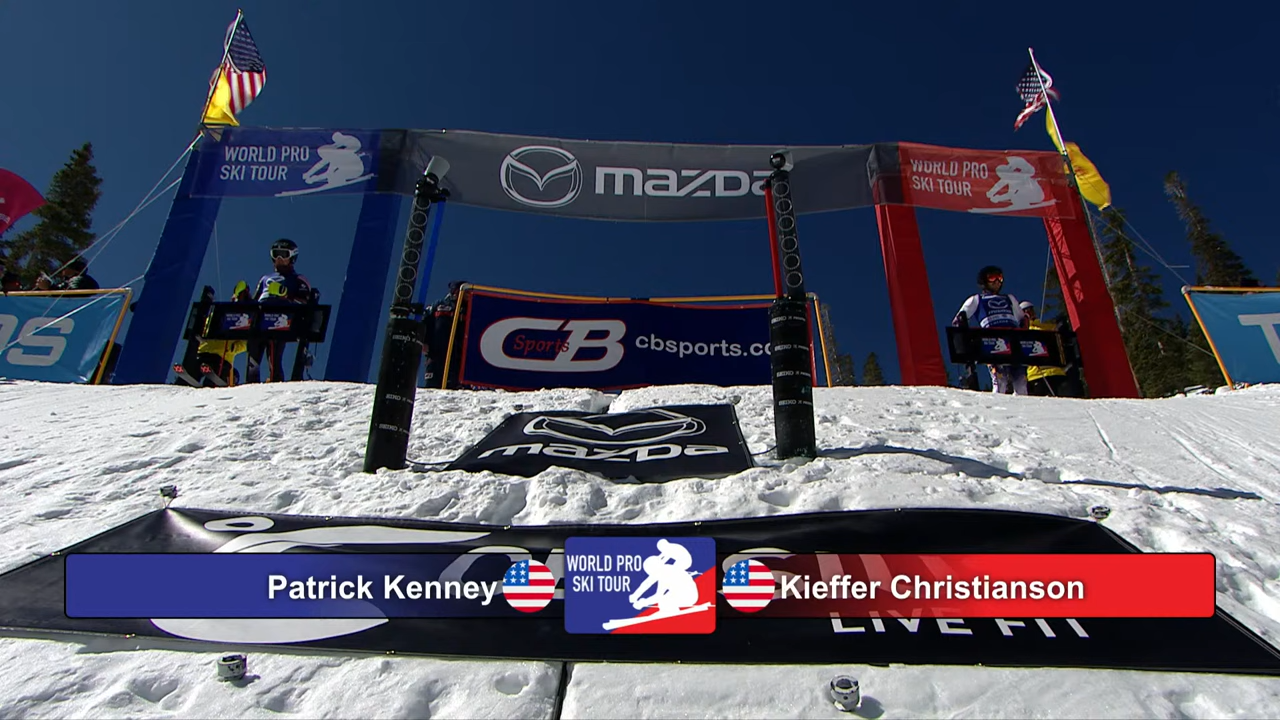 WORLD PRO
SKI TOUR
mazda
WORLD PRO
SKI TOUR
CB
Sports
cbsports.co
mazda
Patrick Kenney
WORLD PRO
SKI TOUR
Kieffer Christianson
LIVE FIT